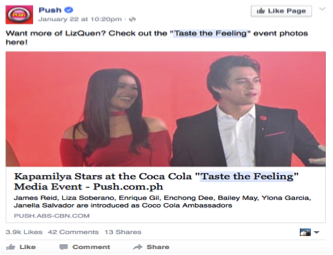 Push
January 22 at 10:20pm ·
Like Page
Want more of LizQuen? Check out the "Taste the Feeling" event photos
here!
Kapamilya Stars at the Coca Cola "Taste the Feeling"
Media Event - Push.com.ph
James Reid, Liza Soberano, Enrique Gil, Enchong Dee, Bailey May, Ylona Garcia,
Janella Salvador are introduced as Coco Cola Ambassadors
PUSH.ABS-CBN.COM
3.9k Likes 42 Comments 13 Shares
Like Comment Share